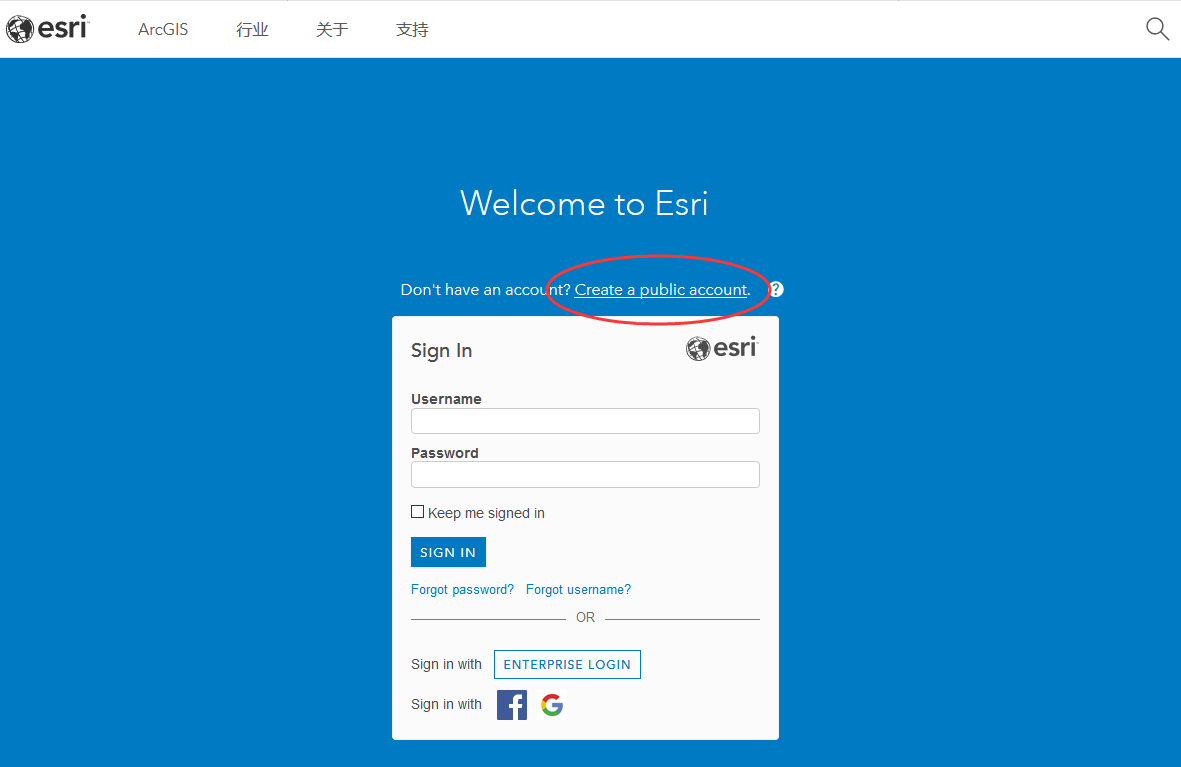 esri ArcGIS 行业 关于 支持
Welcome to Esri
Don't have an account? Create a public account. ?
Sign In esri
Username
Password
Keep me signed in
SIGN IN
Forgot password? Forgot username?
OR
Sign in with ENTERPRISE LOGIN
Sign in with f G